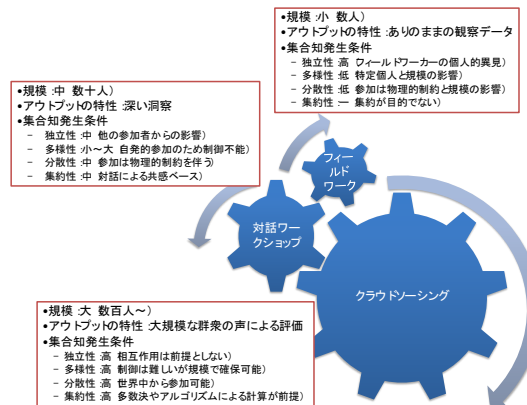 •規模:小 数人)
•アウトプットの特性:ありのままの観察データ
•集合知発生条件
– 独立性:高 フィールドワーカーの個人的異見)
– 多様性:低 特定個人と規模の影響)
– 分散性:低 参加は物理的制約と規模の影響)
– 集約性:— 集約が目的でない)
•規模:中 数十人)
•アウトプットの特性:深い洞察
•集合知発生条件
– 独立性:中 他の参加者からの影響)
– 多様性:小~大 自発的参加のため制御不能)
– 分散性:中 参加は物理的制約を伴う)
– 集約性:中 対話による共感ベース)
フィー
ルド
ワーク
対話ワー
クショップ
クラウドソーシング
•規模:大 数百人~)
•アウトプットの特性:大規模な群衆の声による評価
•集合知発生条件
– 独立性:高 相互作用は前提としない)
– 多様性:高 制御は難しいが規模で確保可能)
– 分散性:高 世界中から参加可能)
– 集約性:高 多数決やアルゴリズムによる計算が前提)